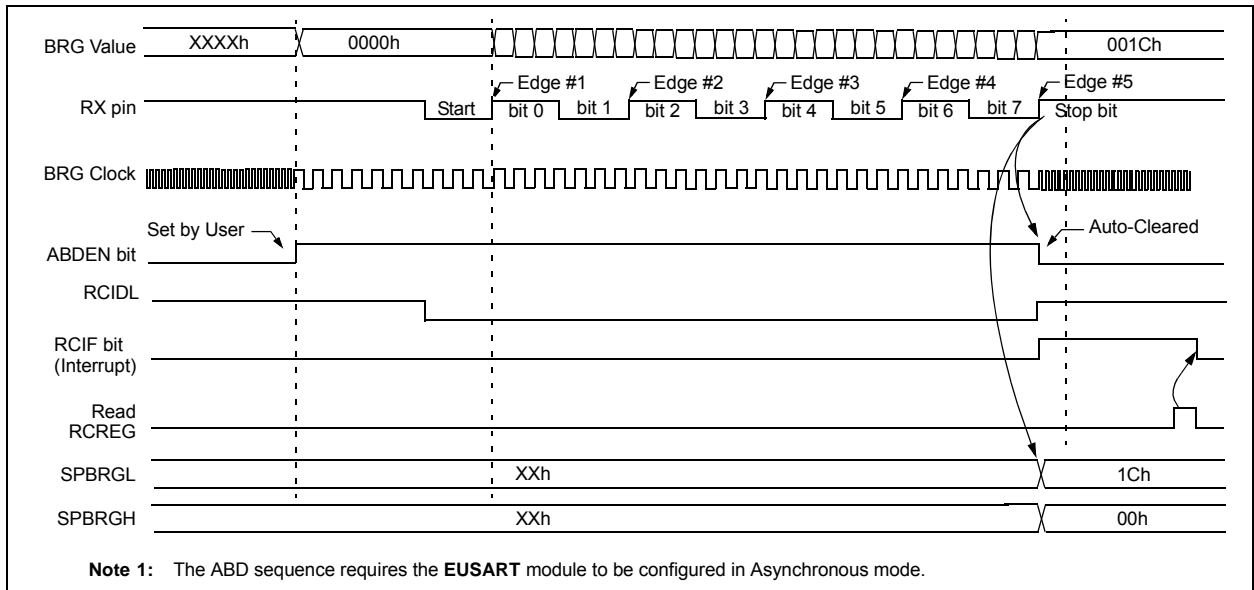 BRG Value XXXXh 0000h 001Ch
Edge #1 Edge #2 Edge #3 Edge #4 Edge #5
RX pin Start bit 0 bit 1 bit 2 bit 3 bit 4 bit 5 bit 6 bit 7 Stop bit
BRG Clock
Set by User Auto-Cleared
ABDEN bit
RCIDL
RCIF bit
(Interrupt)
Read
RCREG
SPBRGL XXh 1Ch
SPBRGH XXh 00h
Note 1: The ABD sequence requires the EUSART module to be configured in Asynchronous mode.